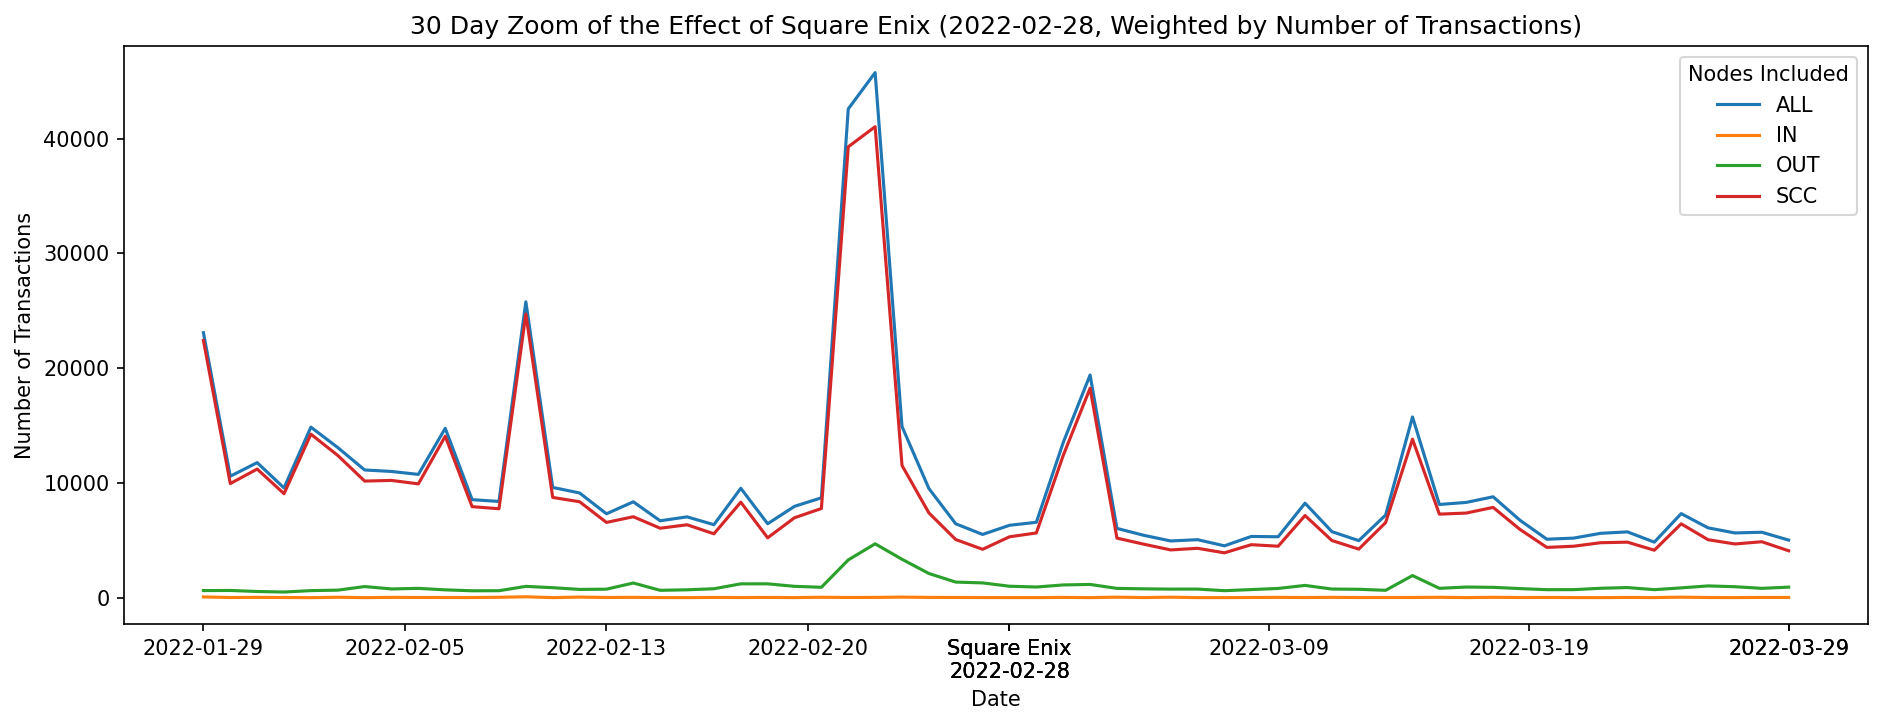 30 Day Zoom of the Effect of Square Enix (2022-02-28, Weighted by Number of Transactions)
Nodes Included
ALL
IN
OUT
SCC
Number of Transactions
40000
30000
20000
10000
0
2022-01-29
2022-02-05
2022-02-13
2022-02-20
Square Enix
2022-02-28
2022-03-09
2022-03-19
2022-03-29
Date